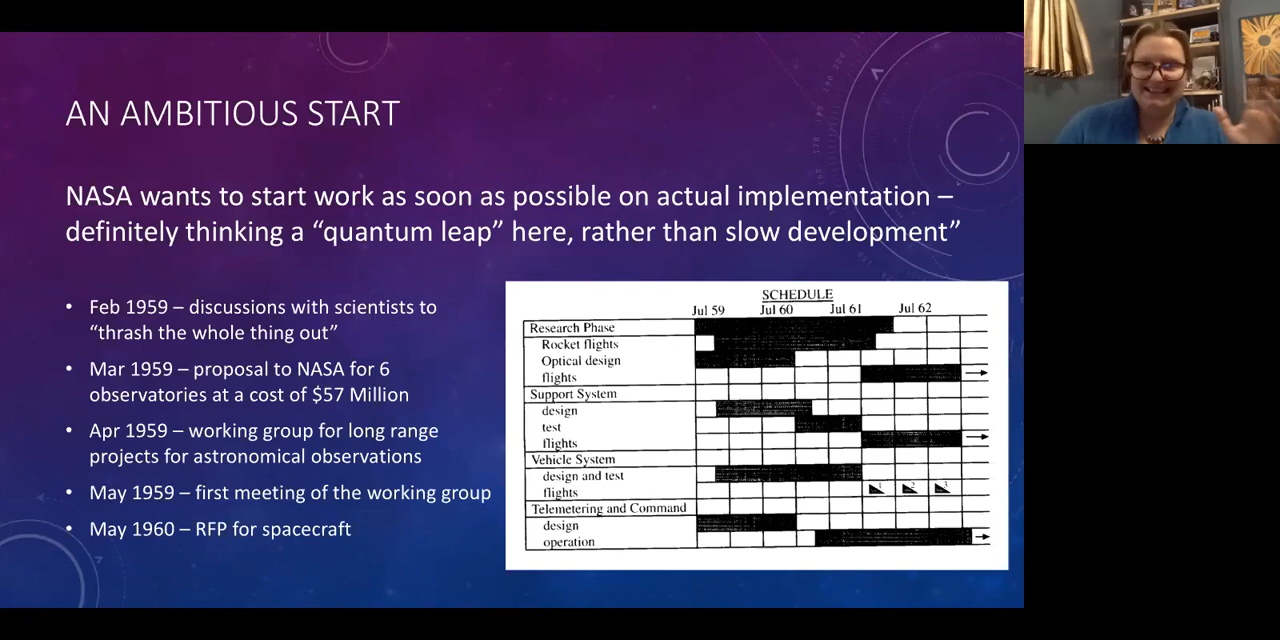 AN AMBITIOUS START
NASA wants to start work as soon as possible on actual implementation –
definitely thinking a “quantum leap” here, rather than slow development”
• Feb 1959 – discussions with scientists to
“thrash the whole thing out”
• Mar 1959 – proposal to NASA for 6
observatories at a cost of $57 Million
• Apr 1959 – working group for long range
projects for astronomical observations
• May 1959 – first meeting of the working group
• May 1960 – RFP for spacecraft
SCHEDULE
Jul 59 Jul 60 Jul 61 Jul 62
Research Phase
Rocket flights
Optical design
flights
Support System
design
test
flights
Vehicle System
design and test
flights 1 2 3
Telemetering and Command
design
operation